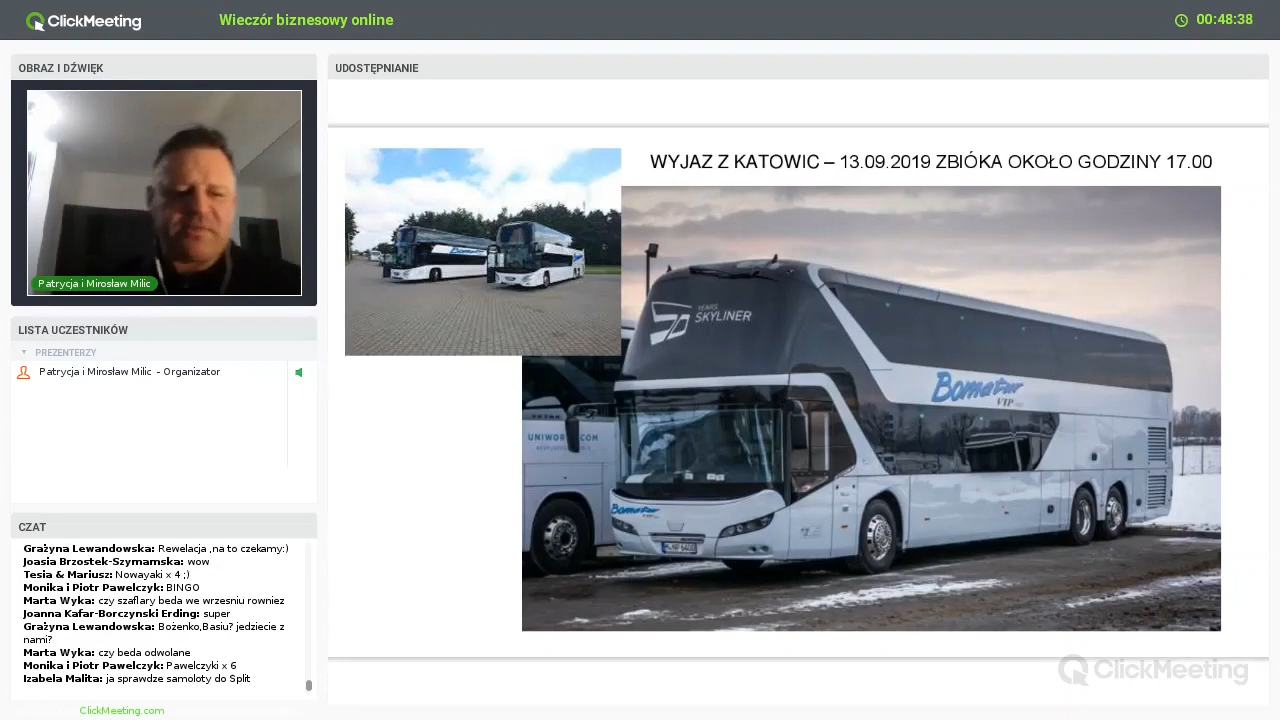 ClickMeeting
Wieczór biznesowy online
00:48:38
OBRAZ I DŹWIĘK
Patrycja i Mirosław Milic
LISTA UCZESTNIKÓW
PREZENTERZY
Patrycja i Mirosław Milic - Organizator
CZAT
Grażyna Lewandowska: Rewelacja ,na to czekamy:)
Joasia Brzostek-Szymamska: wow
Tesia & Mariusz: Nowayaki x 4 ;)
Monika i Piotr Pawelczyk: BINGO
Marta Wyka: czy szaflary beda we wrzesniu rowniez
Joanna Kafar-Borczynski Erding: super
Grażyna Lewandowska: Bożenko,Basiu? jedziecie z
nami?
Marta Wyka: czy beda odwolane
Monika i Piotr Pawelczyk: Pawelczyki x 6
Izabela Malita: ja sprawdze samoloty do Split
ClickMeeting.com
UDOSTĘPNIANIE
WYJAZ Z KATOWIC – 13.09.2019 ZBIÓKA OKOŁO GODZINY 17.00
YEARS
SKYLINER
Bomatur
VIP
UNIWORK.COM
Bomatur
ClickMeeting